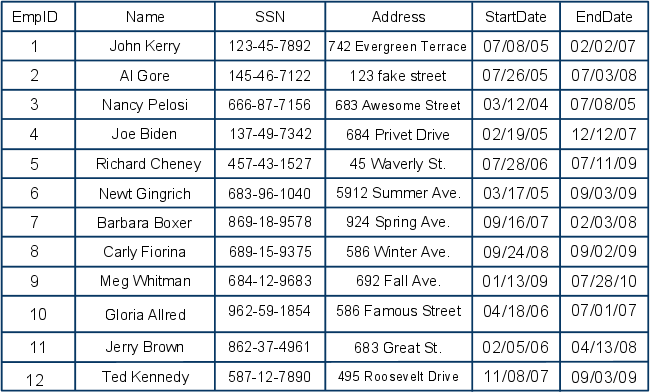 EmpID Name SSN Address StartDate EndDate
1 John Kerry 123-45-7892 742 Evergreen Terrace 07/08/05 02/02/07
2 Al Gore 145-46-7122 123 fake street 07/26/05 07/03/08
3 Nancy Pelosi 666-87-7156 683 Awesome Street 03/12/04 07/08/05
4 Joe Biden 137-49-7342 684 Privet Drive 02/19/05 12/12/07
5 Richard Cheney 457-43-1527 45 Waverly St. 07/28/06 07/11/09
6 Newt Gingrich 683-96-1040 5912 Summer Ave. 03/17/05 09/03/09
7 Barbara Boxer 869-18-9578 924 Spring Ave. 09/16/07 02/03/08
8 Carly Fiorina 689-15-9375 586 Winter Ave. 09/24/08 09/02/09
9 Meg Whitman 684-12-9683 692 Fall Ave. 01/13/09 07/28/10
10 Gloria Allred 962-59-1854 586 Famous Street 04/18/06 07/01/07
11 Jerry Brown 862-37-4961 683 Great St. 02/05/06 04/13/08
12 Ted Kennedy 587-12-7890 495 Roosevelt Drive 11/08/07 09/03/09